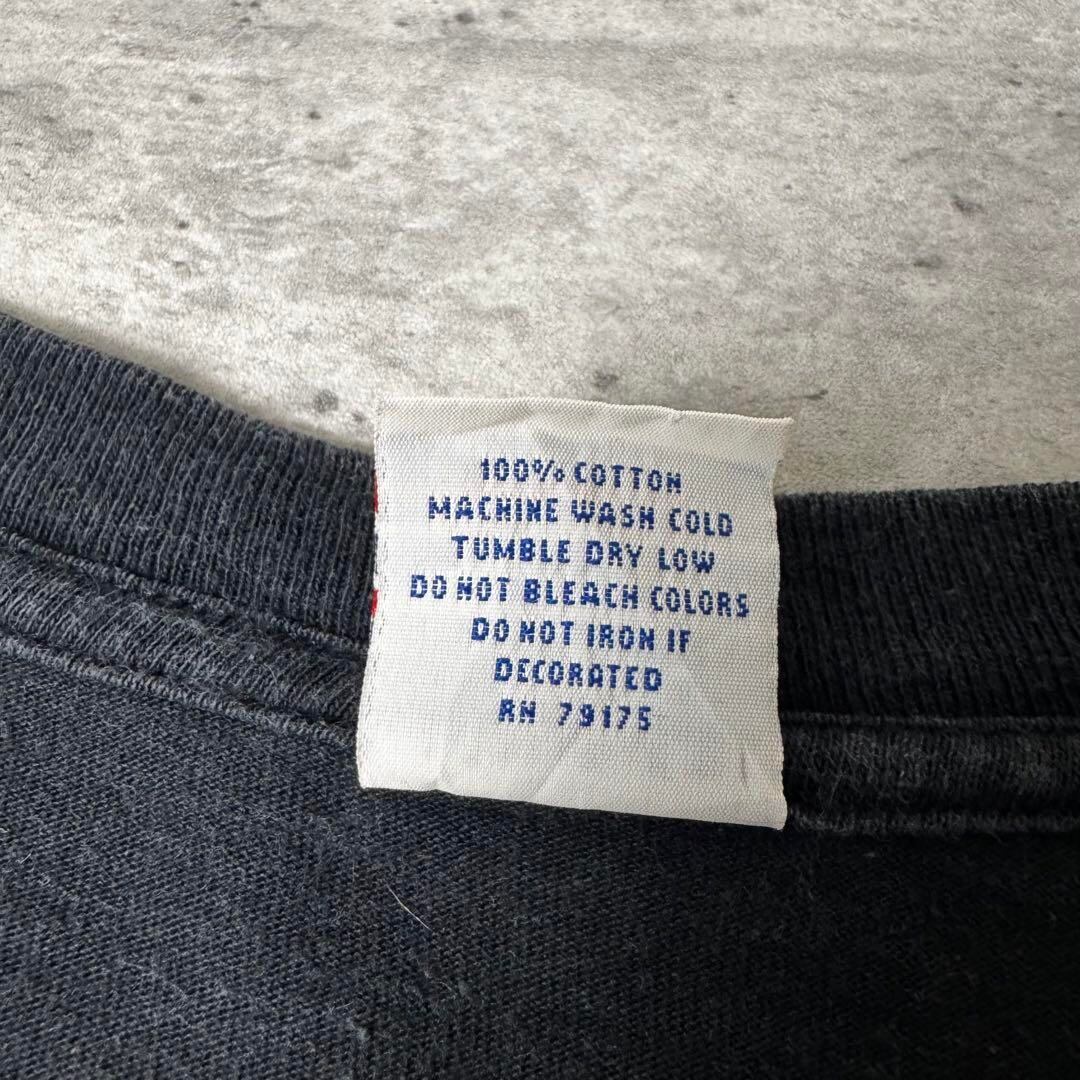 100% COTTON
MACHINE WASH COLD
TUMBLE DRY LOW
DO NOT BLEACH COLORS
DO NOT IRON IF
DECORATED
RN 79175